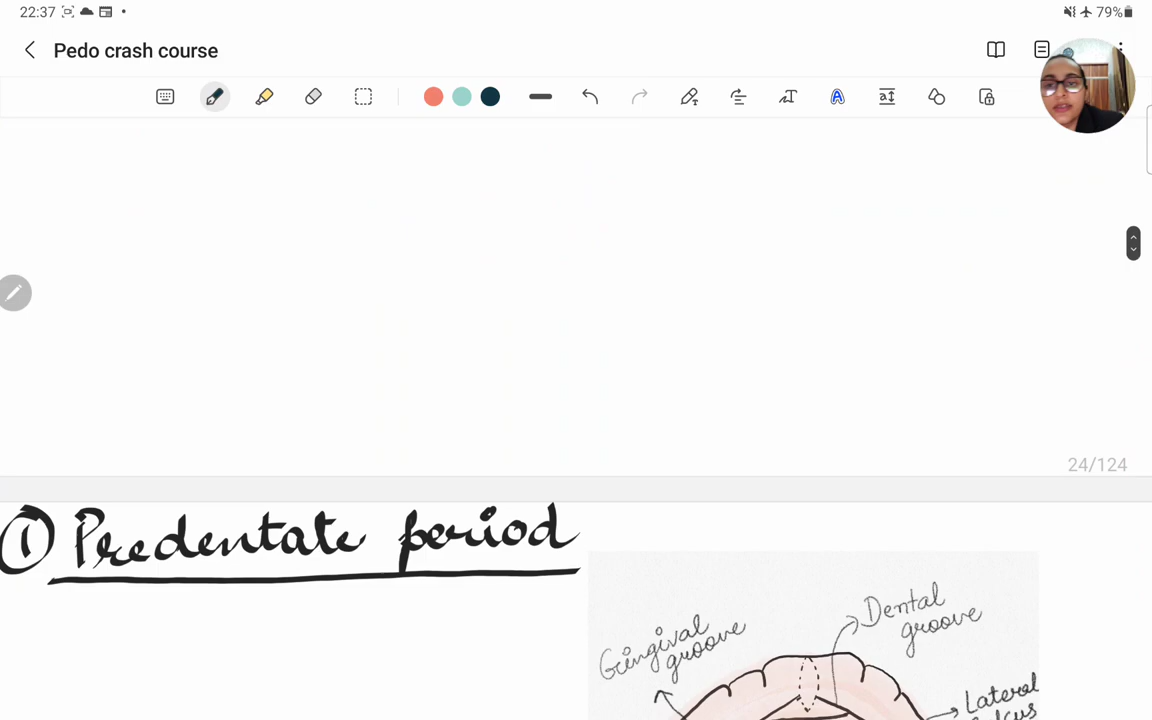 22:37
79%
Pedo crash course
24/124
① Predentate period
Dental
groove
Gingival
groove
Lateral